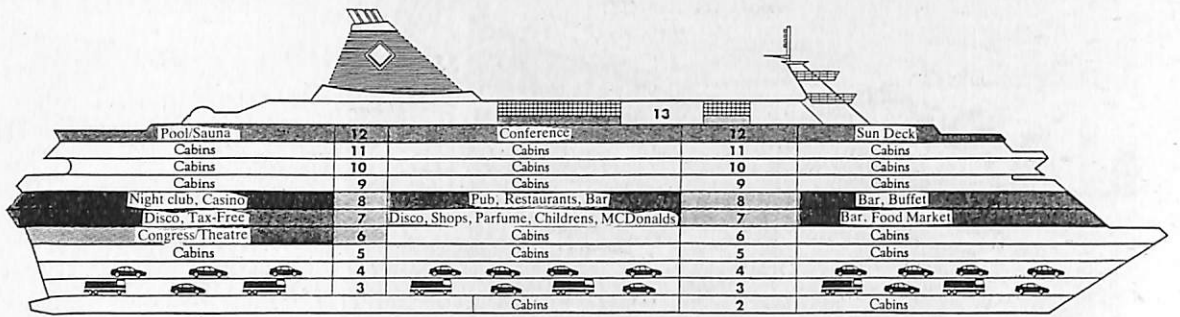 13
Pool/Sauna 12 Conference 12 Sun Deck
Cabins 11 Cabins 11 Cabins
Cabins 10 Cabins 10 Cabins
Cabins 9 Cabins 9 Cabins
Night club, Casino 8 Pub, Restaurants, Bar 8 Bar, Buffet
Disco, Tax-Free 7 Disco, Shops, Parfume, Childrens, MCDonalds 7 Bar, Food Market
Congress/Theatre 6 Cabins 6 Cabins
Cabins 5 Cabins 5 Cabins
4 4
3 3
Cabins 2 Cabins